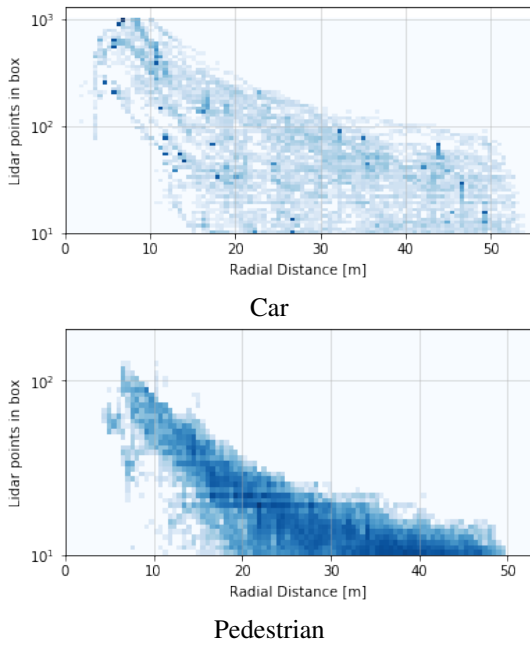 10³
10²
10¹
Lidar points in box
0 10 20 30 40 50
Radial Distance [m]
Car
10²
10¹
Lidar points in box
0 10 20 30 40 50
Radial Distance [m]
Pedestrian